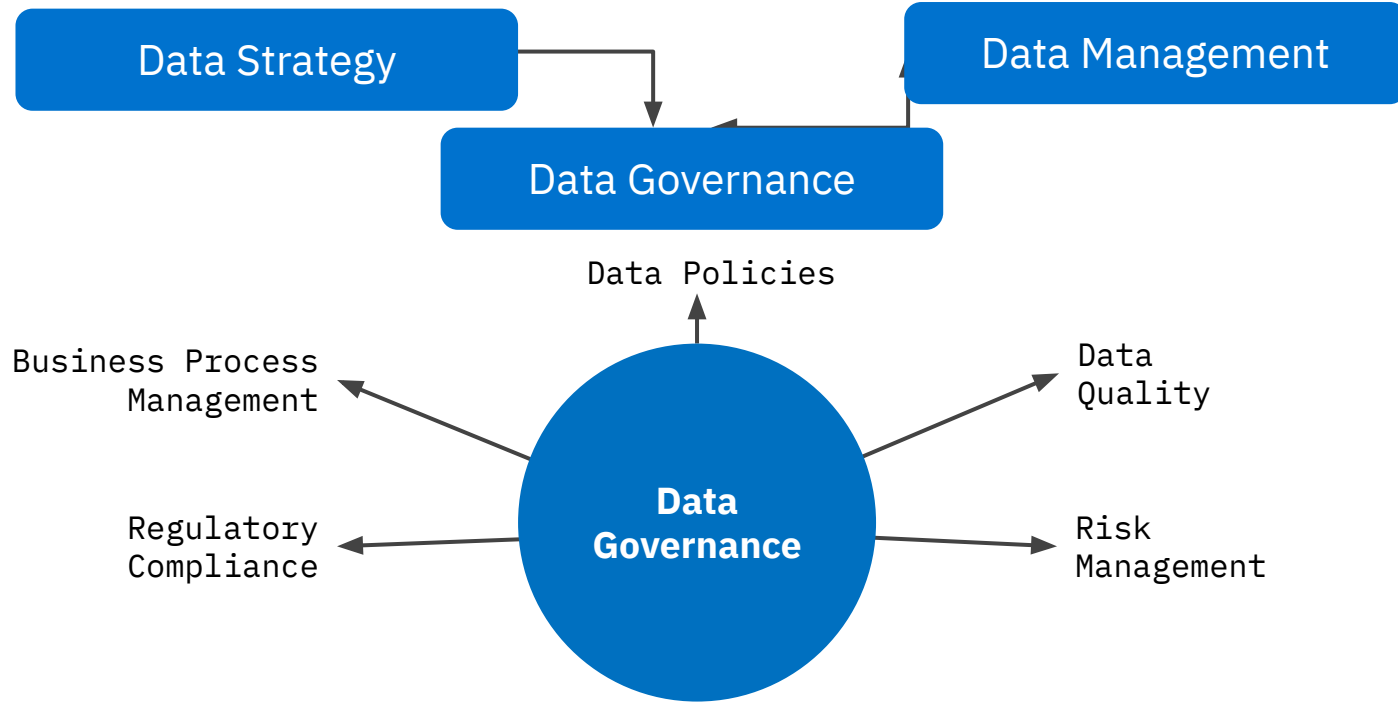 Data Strategy
Data Management
Data Governance
Data Policies
Business Process
Management
Data
Quality
Data
Governance
Regulatory
Compliance
Risk
Management